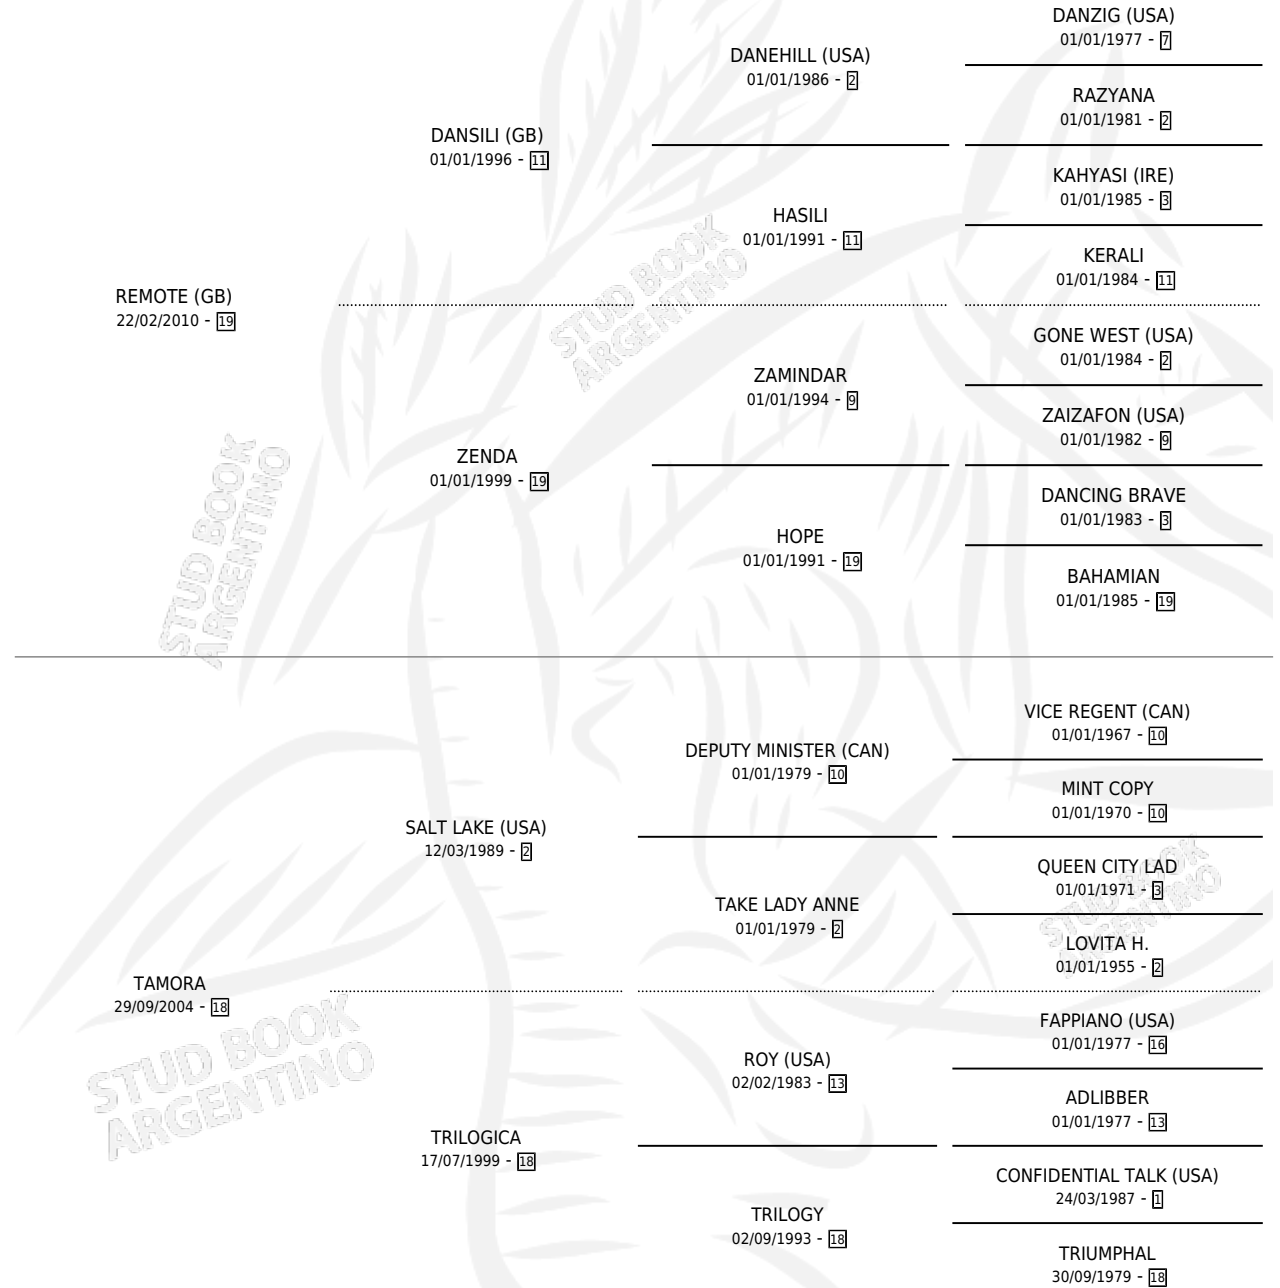 DANZIG (USA)
01/01/1977 - 7
DANEHILL (USA)
01/01/1986 - 2
RAZYANA
01/01/1981 - 2
DANSILI (GB)
01/01/1996 - 11
KAHYASI (IRE)
01/01/1985 - 3
HASILI
01/01/1991 - 11
KERALI
01/01/1984 - 11
REMOTE (GB)
22/02/2010 - 19
STUD BOOK
ARGENTINO
GONE WEST (USA)
01/01/1984 - 2
ZAMINDAR
01/01/1994 - 9
ZAIZAFON (USA)
01/01/1982 - 9
ZENDA
01/01/1999 - 19
DANCING BRAVE
01/01/1983 - 3
HOPE
01/01/1991 - 19
BAHAMIAN
01/01/1985 - 19
STUD BOOK
ARGENTINO
VICE REGENT (CAN)
01/01/1967 - 10
DEPUTY MINISTER (CAN)
01/01/1979 - 10
MINT COPY
01/01/1970 - 10
SALT LAKE (USA)
12/03/1989 - 2
QUEEN CITY LAD
01/01/1971 - 3
TAKE LADY ANNE
01/01/1979 - 2
STUD BOOK
ARGENTINO
LOVITA H.
01/01/1955 - 2
TAMORA
29/09/2004 - 18
STUD BOOK
ARGENTINO
FAPPIANO (USA)
01/01/1977 - 16
ROY (USA)
02/02/1983 - 13
ADLIBBER
01/01/1977 - 13
TRILOGICA
17/07/1999 - 18
CONFIDENTIAL TALK (USA)
24/03/1987 - 1
TRILOGY
02/09/1993 - 18
TRIUMPHAL
30/09/1979 - 18